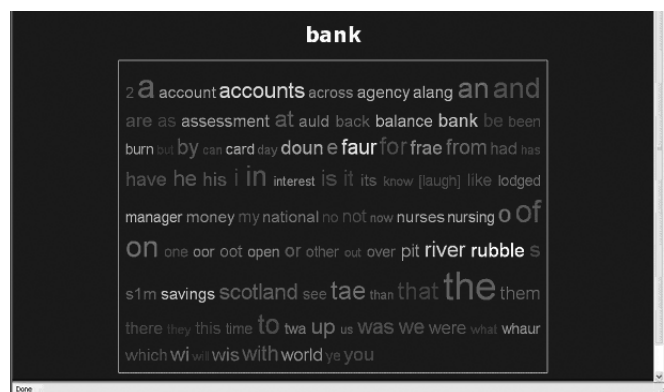 bank
2 a account accounts across agency alang an and
are as assessment at auld back balance bank be been
burn but by can card day doun e faur for frae from had has
have he his i in interest is it its know [laugh] like lodged
manager money my national no not now nurses nursing o of
on one oor oot open or other out over pit river rubble s
s1m savings scotland see tae than that the them
there they this time to twa up us was we were what whaur
which wi will wis with world ye you
Done